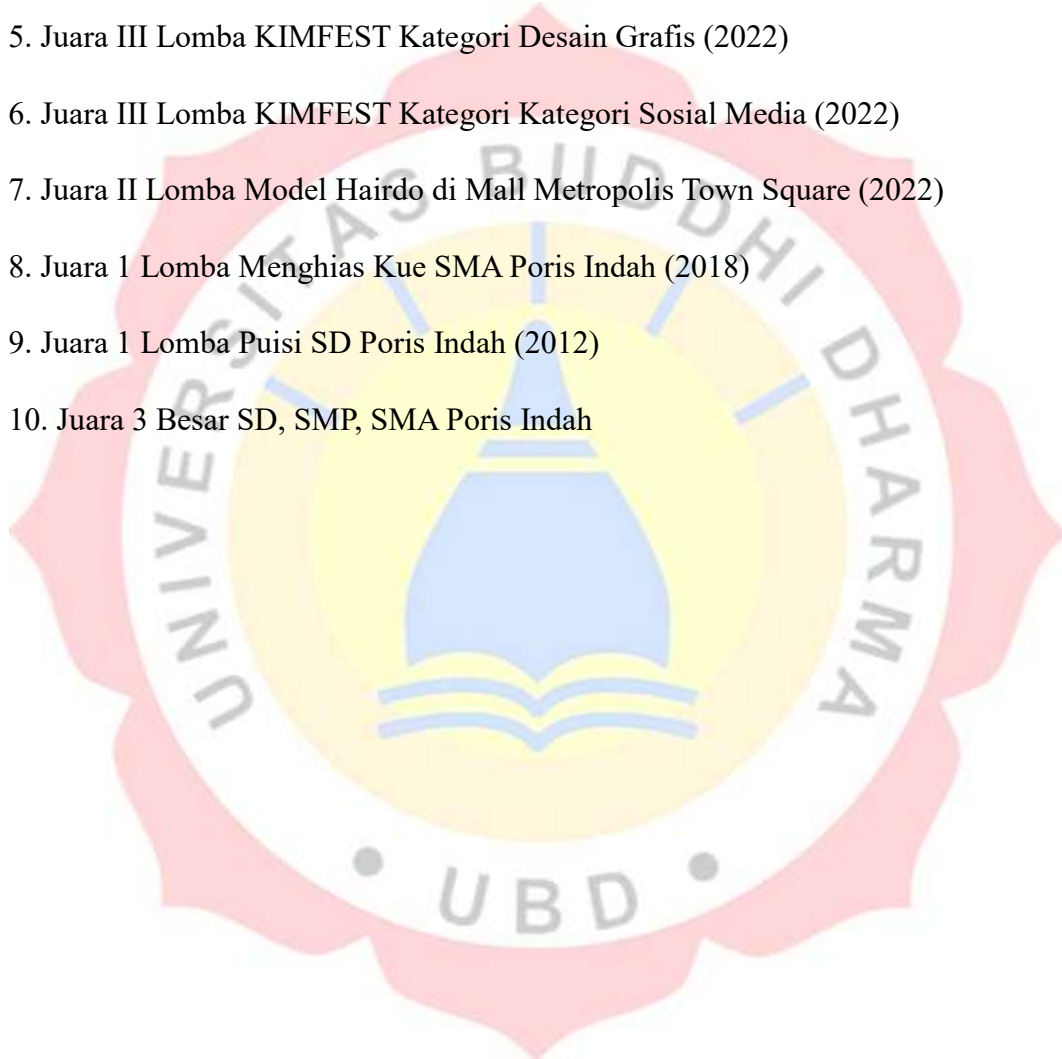 5. Juara III Lomba KIMFEST Kategori Desain Grafis (2022)
6. Juara III Lomba KIMFEST Kategori Kategori Sosial Media (2022)
7. Juara II Lomba Model Hairdo di Mall Metropolis Town Square (2022)
8. Juara 1 Lomba Menghias Kue SMA Poris Indah (2018)
9. Juara 1 Lomba Puisi SD Poris Indah (2012)
10. Juara 3 Besar SD, SMP, SMA Poris Indah
UNIVERSITAS BUDDHI DHARMA
• UBD •